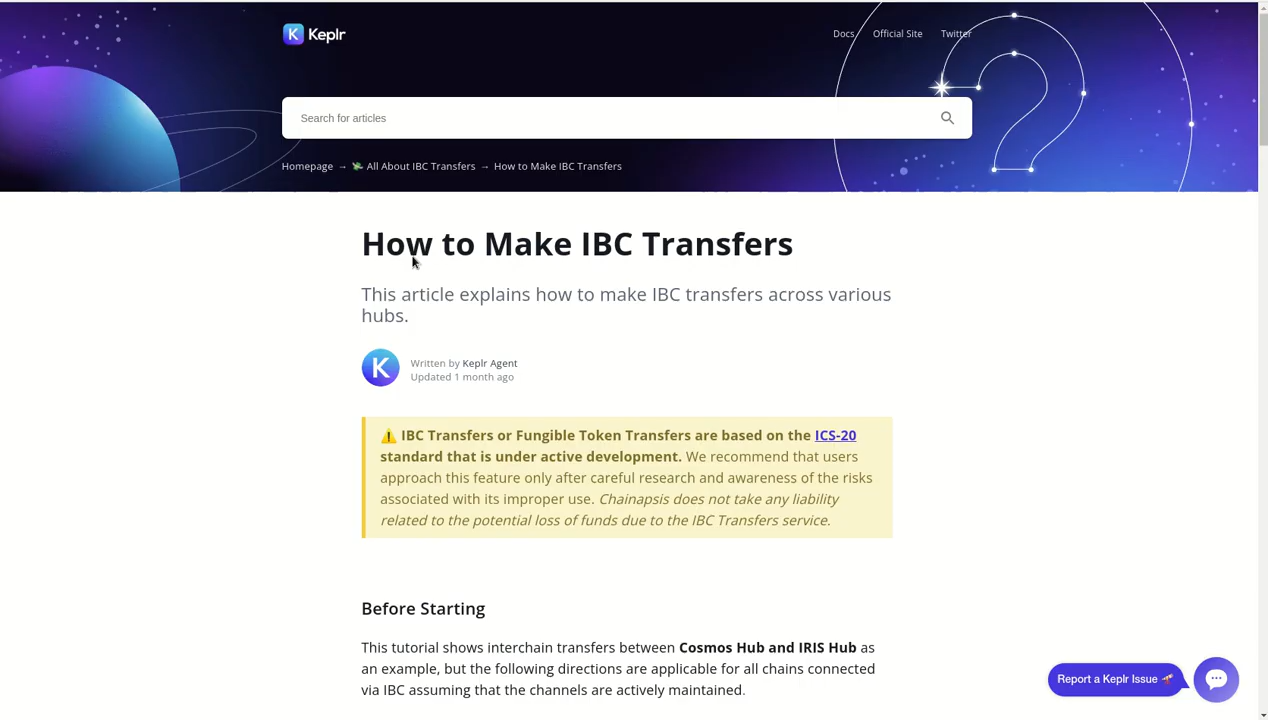 Keplr
Docs
Official Site
Twitter
Search for articles
Homepage → 💸 All About IBC Transfers → How to Make IBC Transfers
How to Make IBC Transfers
This article explains how to make IBC transfers across various
hubs.
K
Written by Keplr Agent
Updated 1 month ago
⚠️ IBC Transfers or Fungible Token Transfers are based on the ICS-20
standard that is under active development. We recommend that users
approach this feature only after careful research and awareness of the risks
associated with its improper use. Chainapsis does not take any liability
related to the potential loss of funds due to the IBC Transfers service.
Before Starting
This tutorial shows interchain transfers between Cosmos Hub and IRIS Hub as
an example, but the following directions are applicable for all chains connected
via IBC assuming that the channels are actively maintained.
Report a Keplr Issue 🚀